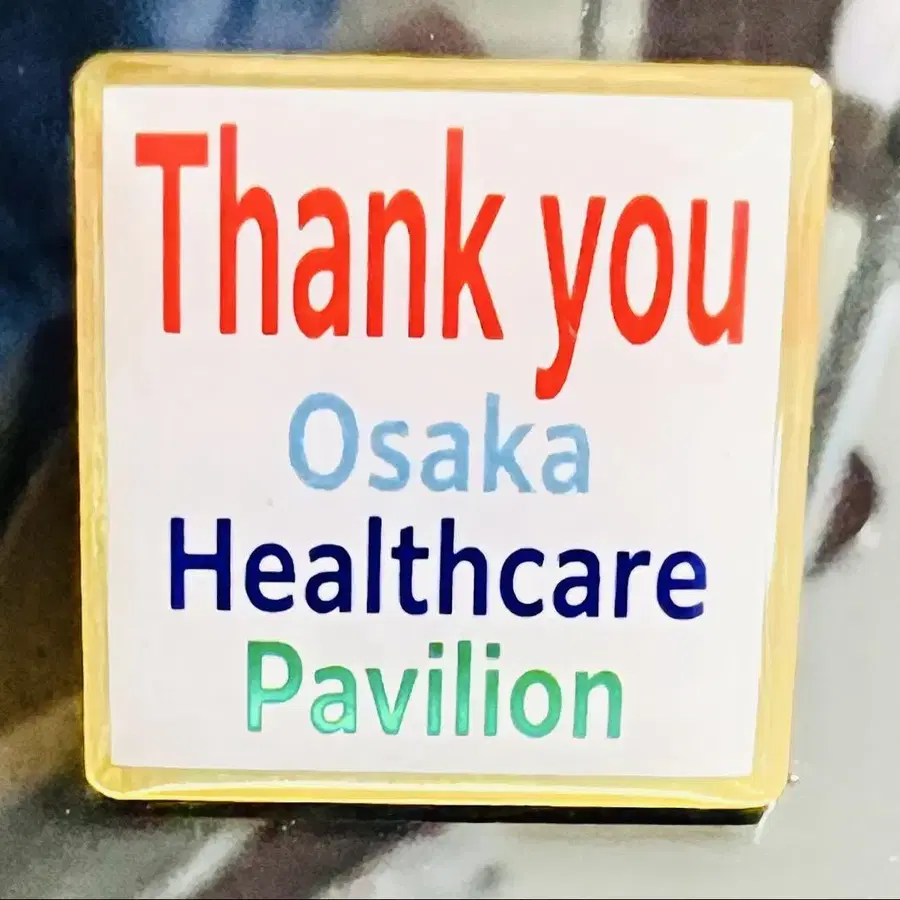 Thank you
Osaka
Healthcare
Pavilion